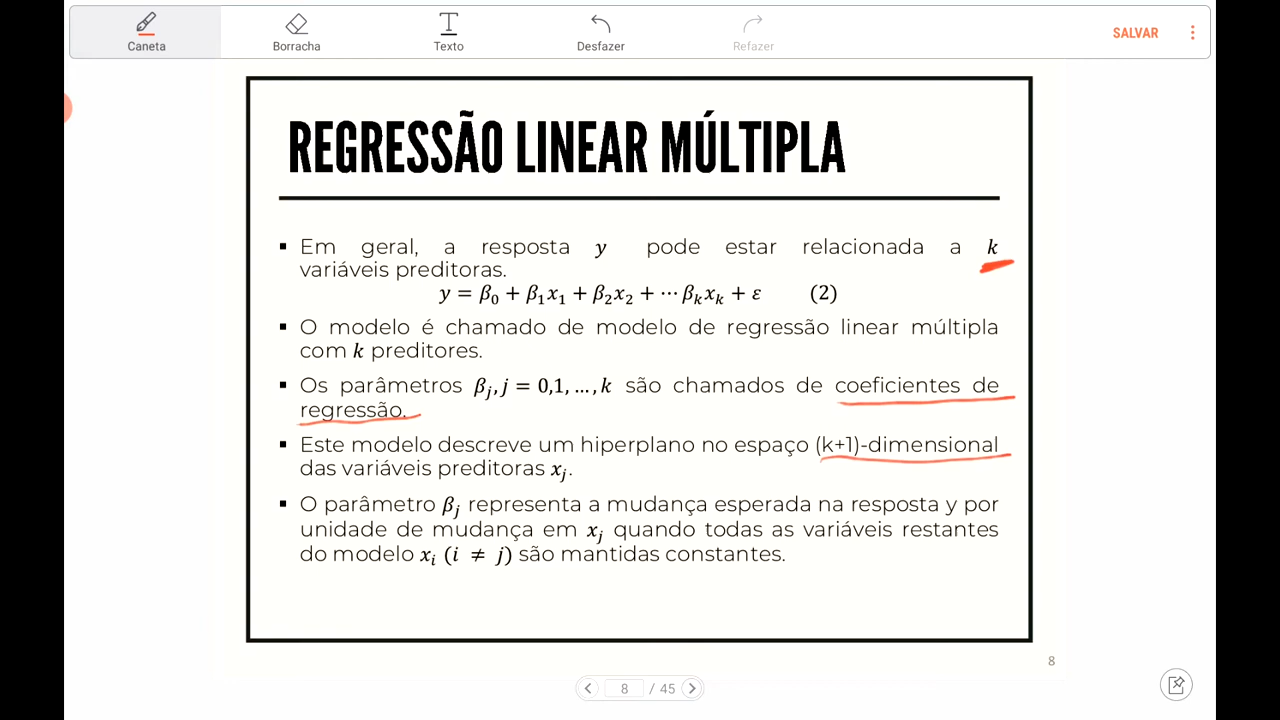 Caneta Borracha Texto Desfazer Refazer SALVAR
REGRESSÃO LINEAR MÚLTIPLA
▪ Em geral, a resposta y pode estar relacionada a k
variáveis preditoras.
y = β₀ + β₁x₁ + β₂x₂ + ⋯ βₖxₖ + ε (2)
▪ O modelo é chamado de modelo de regressão linear múltipla
com k preditores.
▪ Os parâmetros βⱼ, j = 0,1, …, k são chamados de coeficientes de
regressão.
▪ Este modelo descreve um hiperplano no espaço (k+1)-dimensional
das variáveis preditoras xⱼ.
▪ O parâmetro βⱼ representa a mudança esperada na resposta y por
unidade de mudança em xⱼ quando todas as variáveis restantes
do modelo xᵢ (i ≠ j) são mantidas constantes.
8
8 / 45